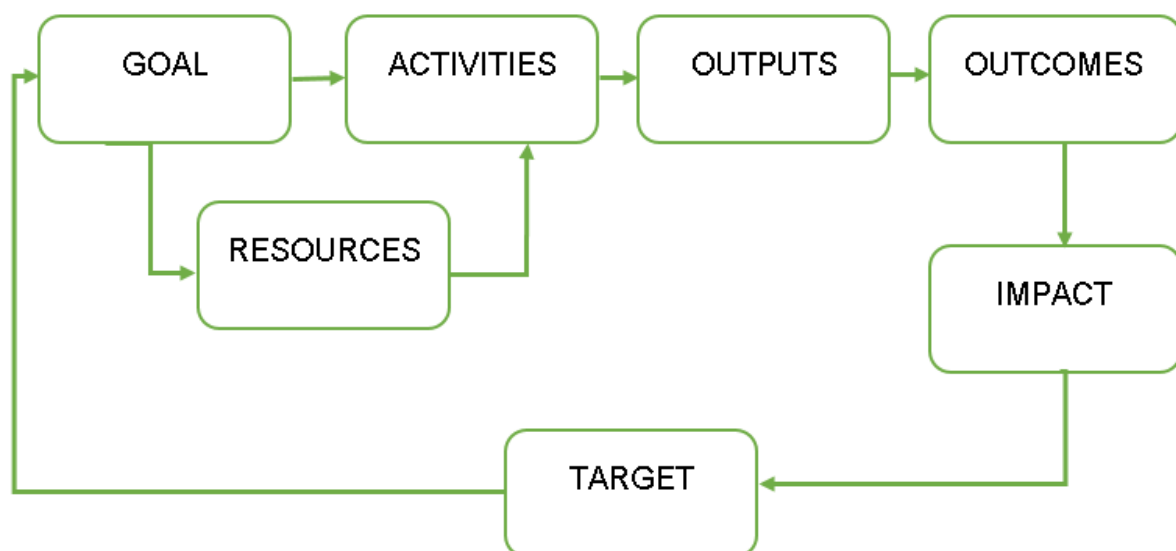 GOAL
ACTIVITIES
OUTPUTS
OUTCOMES
RESOURCES
IMPACT
TARGET